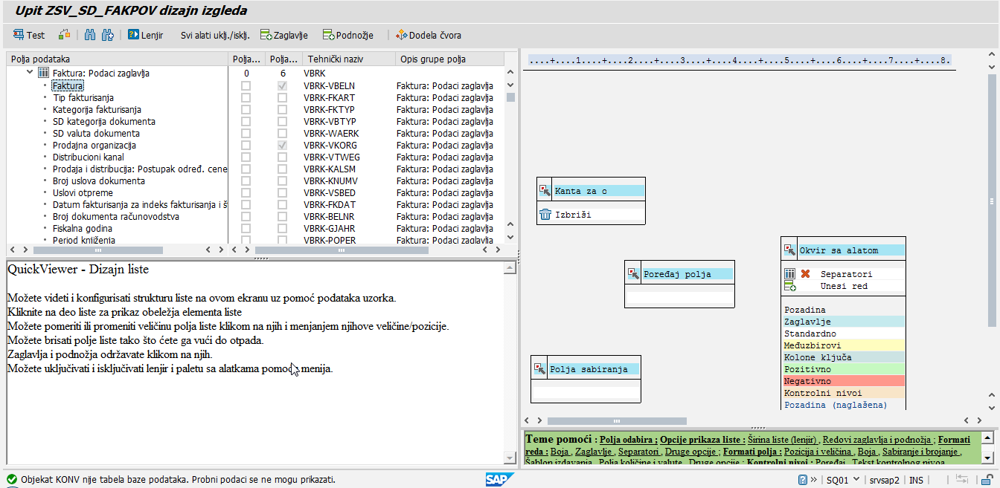 Upit ZSV_SD_FAKPOV dizajn izgleda
Test Lenjir Svi alati uklj./isklj. Zaglavlje Podnožje Dodela čvora
Polja podataka Polja... Polja... Tehnički naziv Opis grupe polja
Faktura: Podaci zaglavlja 0 6 VBRK
Faktura VBRK-VBELN Faktura: Podaci zaglavlja
Tip fakturisanja VBRK-FKART Faktura: Podaci zaglavlja
Kategorija fakturisanja VBRK-FKTYP Faktura: Podaci zaglavlja
SD kategorija dokumenta VBRK-VBTYP Faktura: Podaci zaglavlja
SD valuta dokumenta VBRK-WAERK Faktura: Podaci zaglavlja
Prodajna organizacija VBRK-VKORG Faktura: Podaci zaglavlja
Distribucioni kanal VBRK-VTWEG Faktura: Podaci zaglavlja
Prodaja i distribucija: Postupak određ. cene VBRK-KALSM Faktura: Podaci zaglavlja
Broj uslova dokumenta VBRK-KNUMV Faktura: Podaci zaglavlja
Uslovi otpreme VBRK-VSBED Faktura: Podaci zaglavlja
Datum fakturisanja za indeks fakturisanja i š VBRK-FKDAT Faktura: Podaci zaglavlja
Broj dokumenta računovodstva VBRK-BELNR Faktura: Podaci zaglavlja
Fiskalna godina VBRK-GJAHR Faktura: Podaci zaglavlja
Period knjiženja VBRK-POPER Faktura: Podaci zaglavlja
QuickViewer - Dizajn liste
Možete videti i konfigurisati strukturu liste na ovom ekranu uz pomoć podataka uzorka.
Kliknite na deo liste za prikaz obeležja elementa liste
Možete pomeriti ili promeniti veličinu polja liste klikom na njih i menjanjem njihove veličine/pozicije.
Možete brisati polje liste tako što ćete ga vući do otpada.
Zaglavlja i podnožja održavate klikom na njih.
Možete uključivati i isključivati lenjir i paletu sa alatkama pomoću menija.
....+....1....+....2....+....3....+....4....+....5....+....6....+....7....+....8.
Kanta za o
Izbriši
Poređaj polja
Polja sabiranja
Okvir sa alatom
Separatori
Unesi red
Pozadina
Zaglavlje
Standardno
Međuzbirovi
Kolone ključa
Pozitivno
Negativno
Kontrolni nivoi
Pozadina (naglašena)
Teme pomoći : Polja odabira ; Opcije prikaza liste : Širina liste (lenjir) , Redovi zaglavlja i podnožja ; Formati
reda : Boja , Zaglavlje , Separatori , Druge opcije ; Formati polja : Pozicija i veličina , Boja , Sabiranje i brojanje ,
Šablon izdavanja , Polja količine i valute , Druge opcije ; Kontrolni nivoi : Poređaj , Tekst kontrolnog nivoa
Objekat KONV nije tabela baze podataka. Probni podaci se ne mogu prikazati.
SAP
SQ01 srvsap2 INS